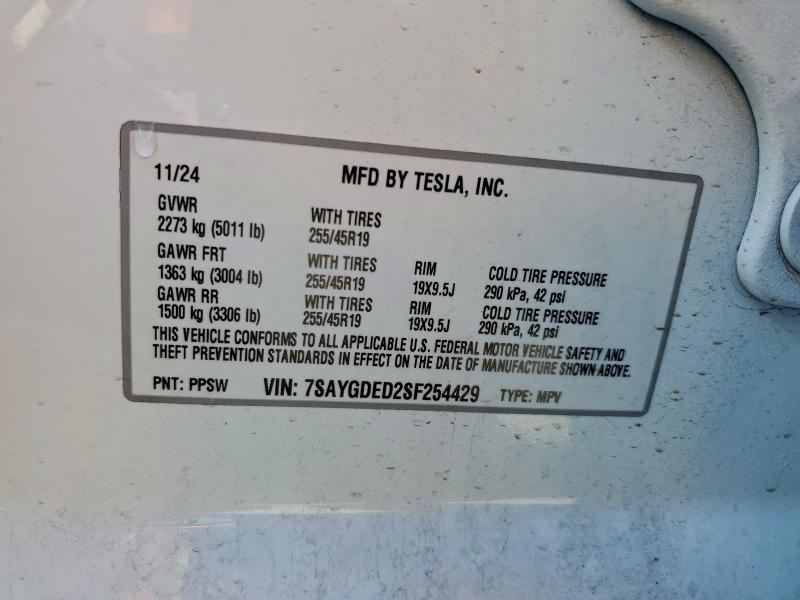 11/24 MFD BY TESLA, INC.
GVWR
2273 kg (5011 lb) WITH TIRES 255/45R19
GAWR FRT
1363 kg (3004 lb) WITH TIRES 255/45R19 RIM 19X9.5J COLD TIRE PRESSURE 290 kPa, 42 psi
GAWR RR
1500 kg (3306 lb) WITH TIRES 255/45R19 RIM 19X9.5J COLD TIRE PRESSURE 290 kPa, 42 psi
THIS VEHICLE CONFORMS TO ALL APPLICABLE U.S. FEDERAL MOTOR VEHICLE SAFETY AND
THEFT PREVENTION STANDARDS IN EFFECT ON THE DATE OF MANUFACTURE SHOWN ABOVE.
PNT: PPSW VIN: 7SAYGDED2SF254429 TYPE: MPV